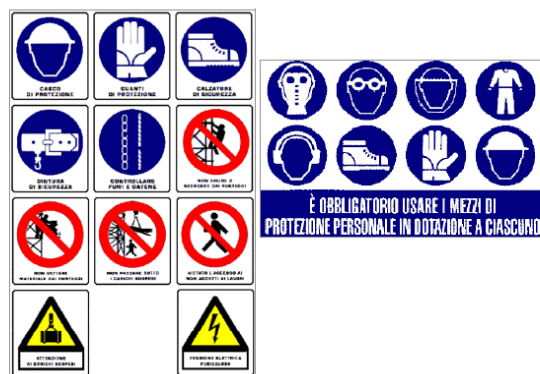 CASCO
DI PROTEZIONE
GUANTI
DI PROTEZIONE
CALZATURE
DI SICUREZZA
CINTURA
DI SICUREZZA
CONTROLLARE
FUNI E CATENE
NON SALIRE O
SCENDERE DAI PONTEGGI
NON GETTARE
MATERIALE DAI PONTEGGI
NON PASSARE SOTTO
I CARICHI SOSPESI
VIETATO L'ACCESSO AI
NON ADDETTI AI LAVORI
ATTENZIONE
AI CARICHI SOSPESI
TENSIONE ELETTRICA
PERICOLOSA
È OBBLIGATORIO USARE I MEZZI DI
PROTEZIONE PERSONALE IN DOTAZIONE A CIASCUNO